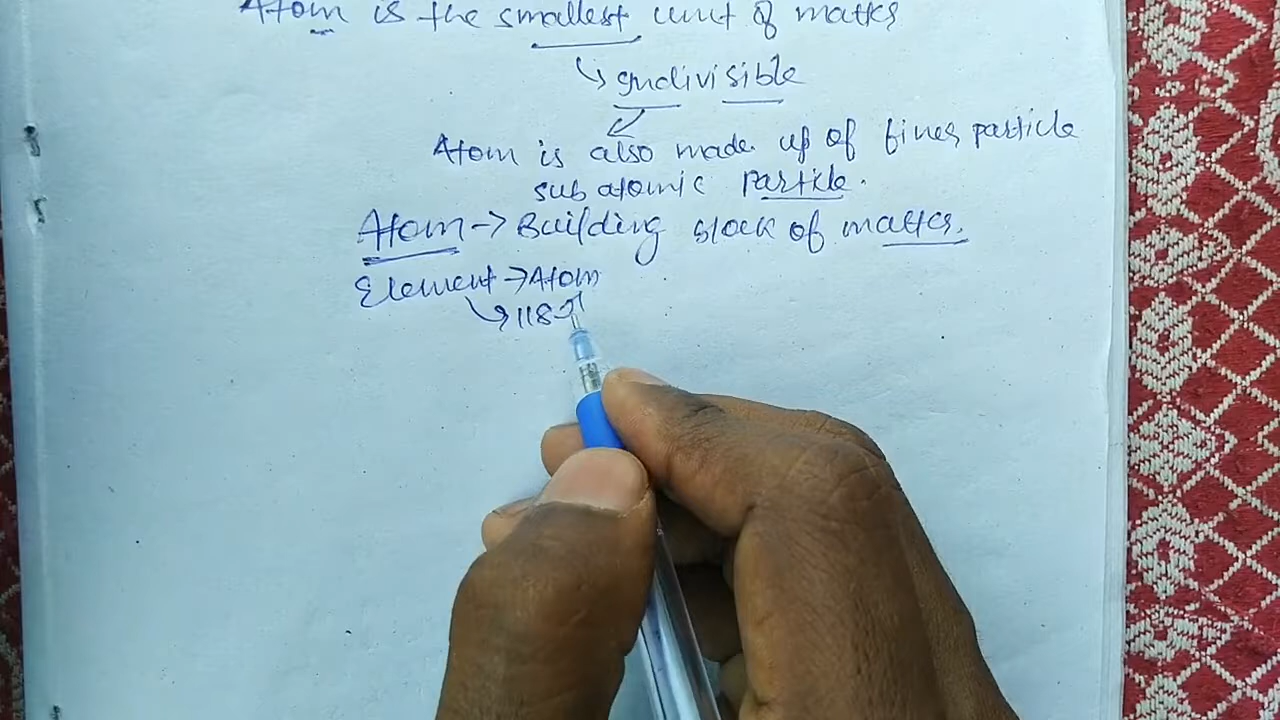 Atom is the smallest unit of matter
↳ Indivisible
Atom is also made up of finer particle
sub atomic particle.
Atom → Building block of matter.
Element → Atom
↳ 118